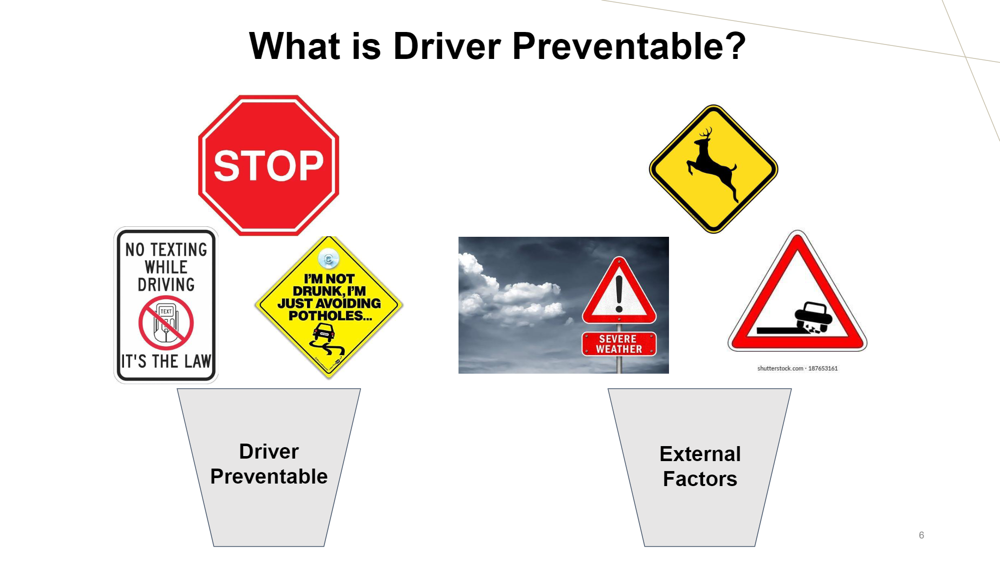 What is Driver Preventable?
STOP
NO TEXTING
WHILE
DRIVING
TEXT
IT'S THE LAW
I'M NOT
DRUNK, I'M
JUST AVOIDING
POTHOLES...
SEVERE
WEATHER
shutterstock.com · 187653161
Driver
Preventable
External
Factors
6